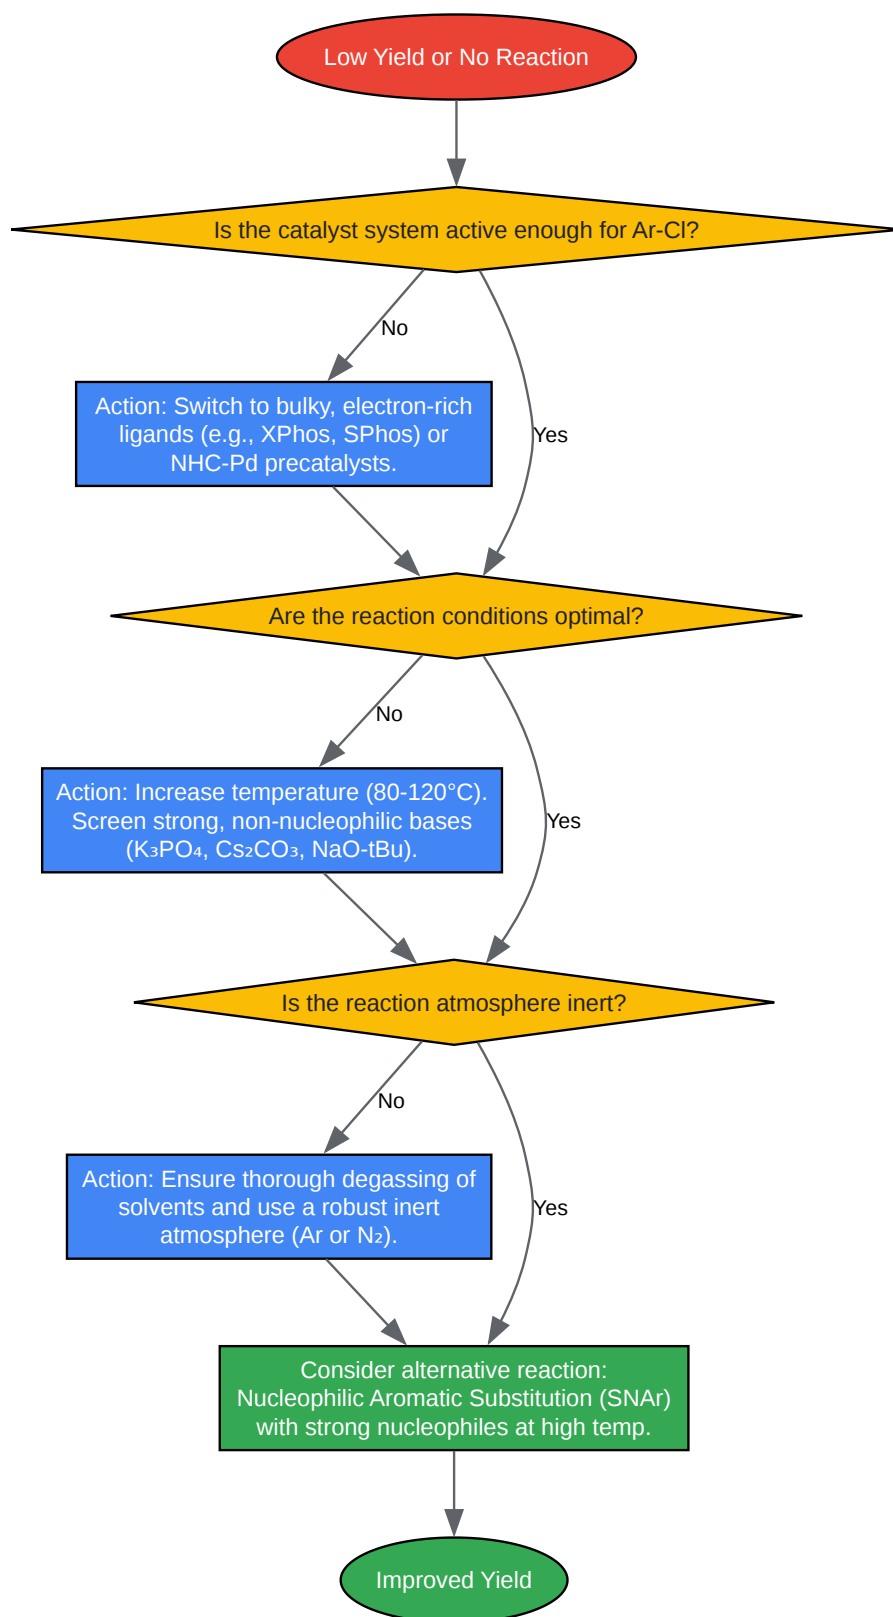 Low Yield or No Reaction
Is the catalyst system active enough for Ar-Cl?
No
Action: Switch to bulky, electron-rich
ligands (e.g., XPhos, SPhos) or
NHC-Pd precatalysts.
Yes
Are the reaction conditions optimal?
No
Action: Increase temperature (80-120°C).
Screen strong, non-nucleophilic bases
(K₃PO₄, Cs₂CO₃, NaO-tBu).
Yes
Is the reaction atmosphere inert?
No
Action: Ensure thorough degassing of
solvents and use a robust inert
atmosphere (Ar or N₂).
Yes
Consider alternative reaction:
Nucleophilic Aromatic Substitution (SNAr)
with strong nucleophiles at high temp.
Improved Yield